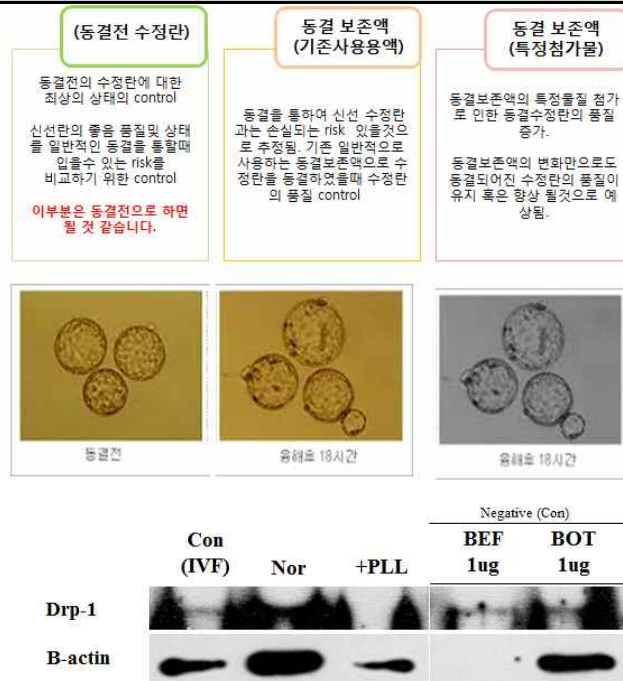 (동결전 수정란)
동결전의 수정란에 대한
최상의 상태의 control
신선란의 좋음 품질및 상태
를 일반적인 동결을 통할때
입을수 있는 risk를
비교하기 위한 control
이부분은 동결전으로 하면
될 것 같습니다.
동결 보존액
(기존사용용액)
동결을 통하여 신선 수정란
과는 손실되는 risk 있을것으
로 추정됨. 기존 일반적으로
사용하는 동결보존액으로 수
정란을 동결하였을때 수정란
의 품질 control
동결 보존액
(특정첨가물)
동결보존액의 특정물질 첨가
로 인한 동결수정란의 품질
증가.
동결보존액의 변화만으로도
동결되어진 수정란의 품질이
유지 혹은 향상 될것으로 예
상됨.
동결전
융해후 18시간
융해후 18시간
Negative (Con)
Con
(IVF)
Nor
+PLL
BEF
1ug
BOT
1ug
Drp-1
B-actin